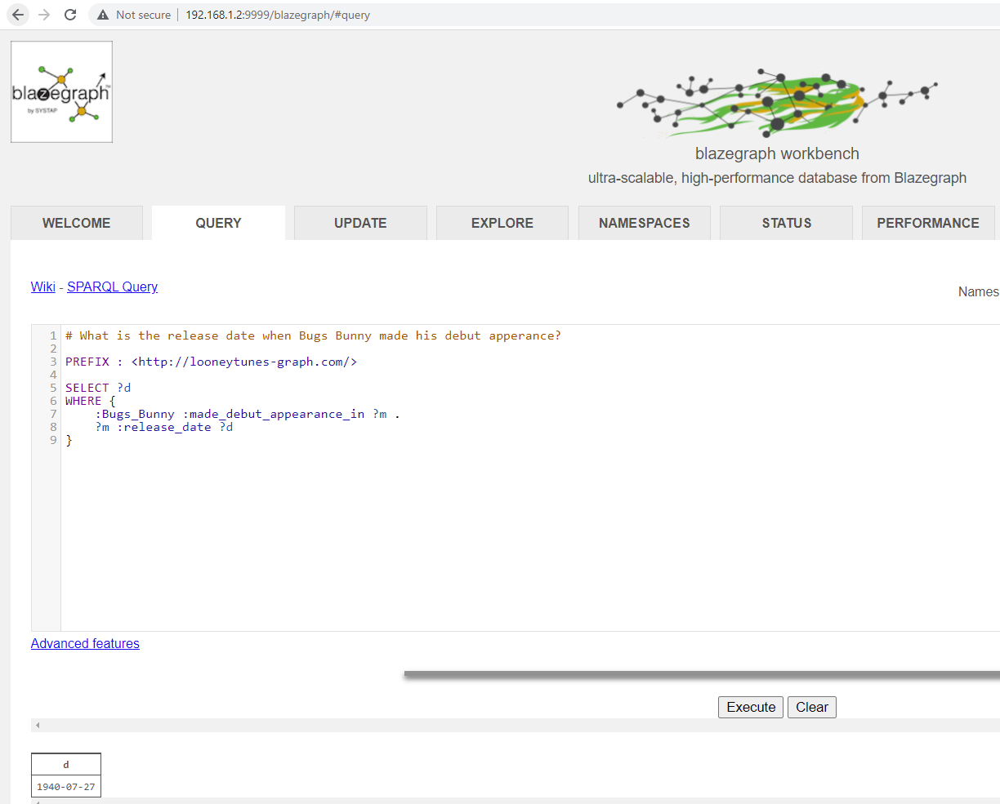 Not secure | 192.168.1.2:9999/blazegraph/#query
blazegraph™
by SYSTAP
blazegraph workbench
ultra-scalable, high-performance database from Blazegraph
WELCOME QUERY UPDATE EXPLORE NAMESPACES STATUS PERFORMANCE
Wiki - SPARQL Query
Names
1 # What is the release date when Bugs Bunny made his debut apperance?
2
3 PREFIX : <http://looneytunes-graph.com/>
4
5 SELECT ?d
6 WHERE {
7 :Bugs_Bunny :made_debut_appearance_in ?m .
8 ?m :release_date ?d
9 }
Advanced features
Execute Clear
d
1940-07-27